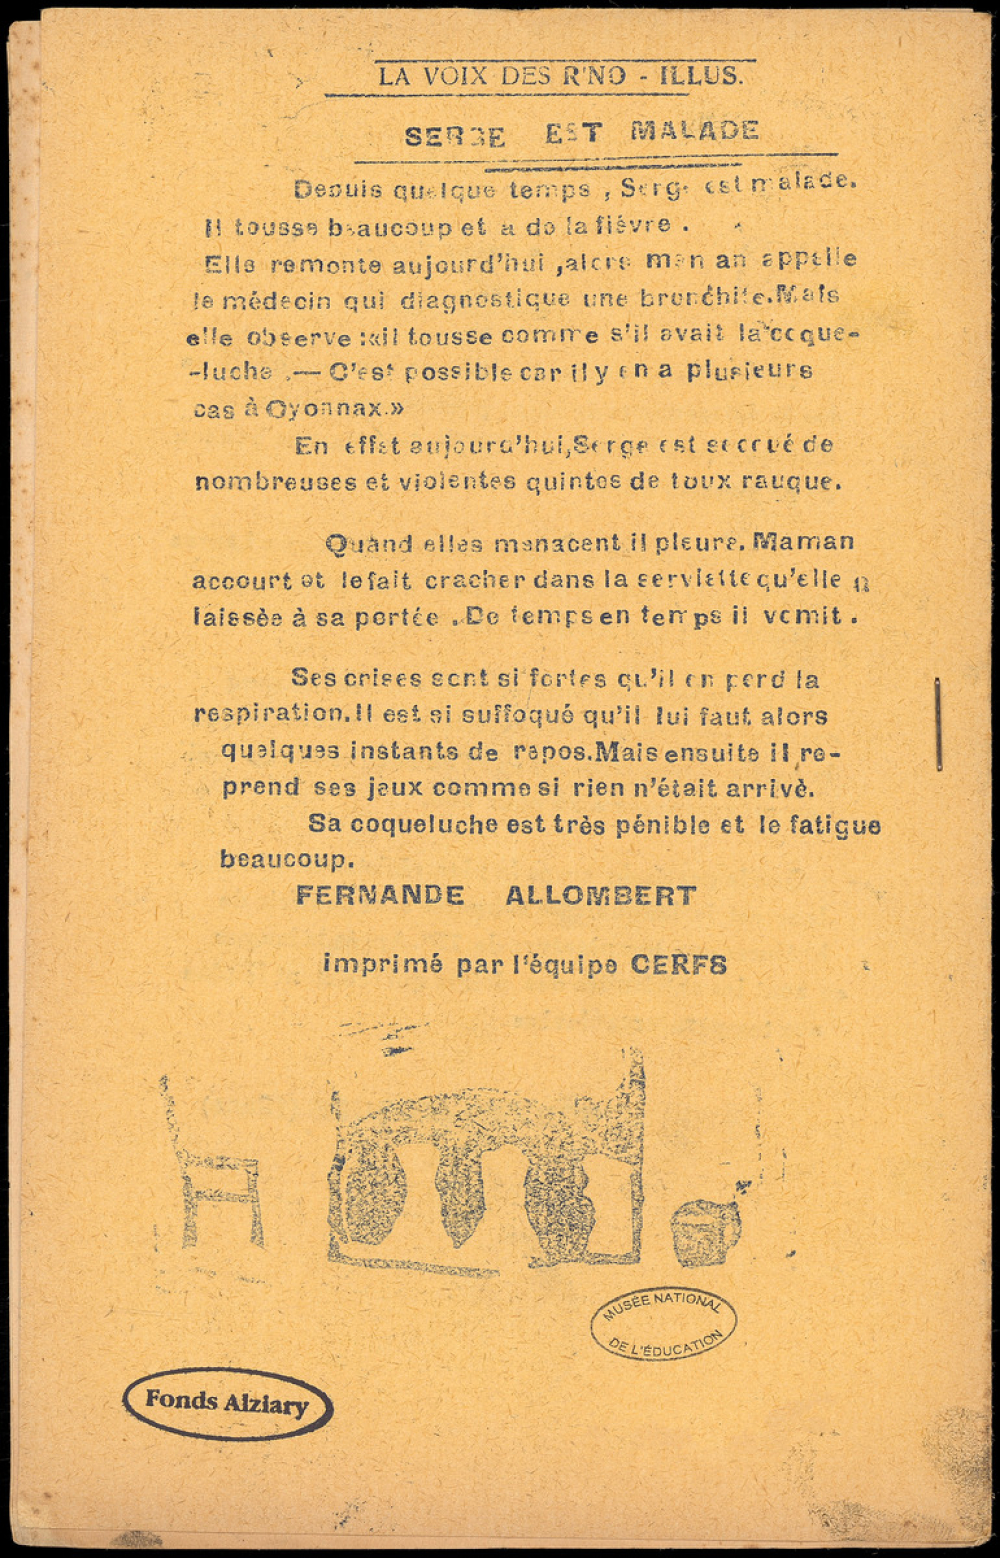 LA VOIX DES R'NO - ILLUS.
SERGE EST MALADE
Depuis quelque temps , Serge est malade.
Il tousse beaucoup et a de la fièvre .
Elle remonte aujourd'hui ,alors man an appelle
le médecin qui diagnostique une bronchite.Mais
elle observe :«il tousse comme s'il avait la coque-
-luche .— C'est possible car il y en a plusieurs
cas à Oyonnax.»
En effet aujourd'hui,Serge est secoué de
nombreuses et violentes quintes de toux rauque.
Quand elles menacent il pleure. Maman
accourt et le fait cracher dans la serviette qu'elle a
laissèe à sa portée . De temps en temps il vomit .
Ses crises sont si fortes qu'il en perd la
respiration.Il est si suffoqué qu'il lui faut alors
quelques instants de repos.Mais ensuite il re-
prend ses jeux comme si rien n'était arrivè.
Sa coqueluche est très pénible et le fatigue
beaucoup.
FERNANDE ALLOMBERT
imprimé par l'équipe CERFS
MUSÉE NATIONAL
DE L'ÉDUCATION
Fonds Alziary